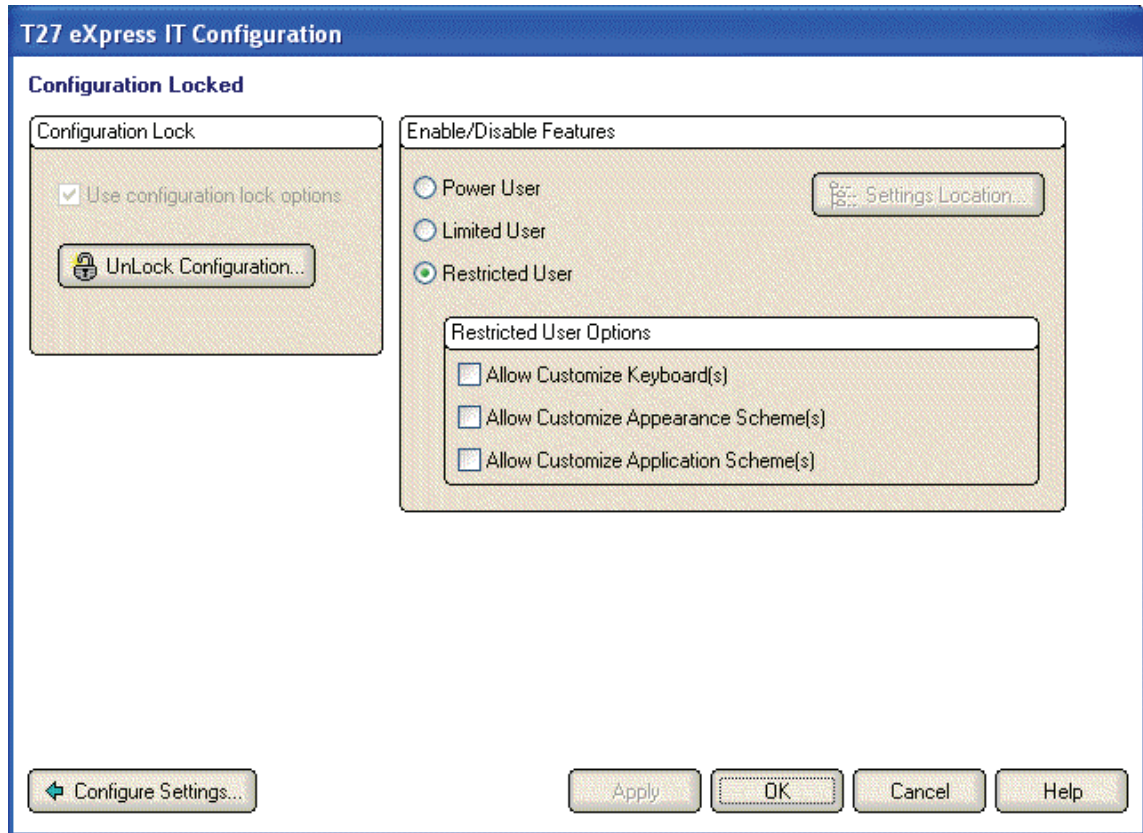 T27 eXpress IT Configuration
Configuration Locked
Configuration Lock
Use configuration lock options
UnLock Configuration...
Enable/Disable Features
Power User
Settings Location...
Limited User
Restricted User
Restricted User Options
Allow Customize Keyboard(s)
Allow Customize Appearance Scheme(s)
Allow Customize Application Scheme(s)
Configure Settings...
Apply
OK
Cancel
Help